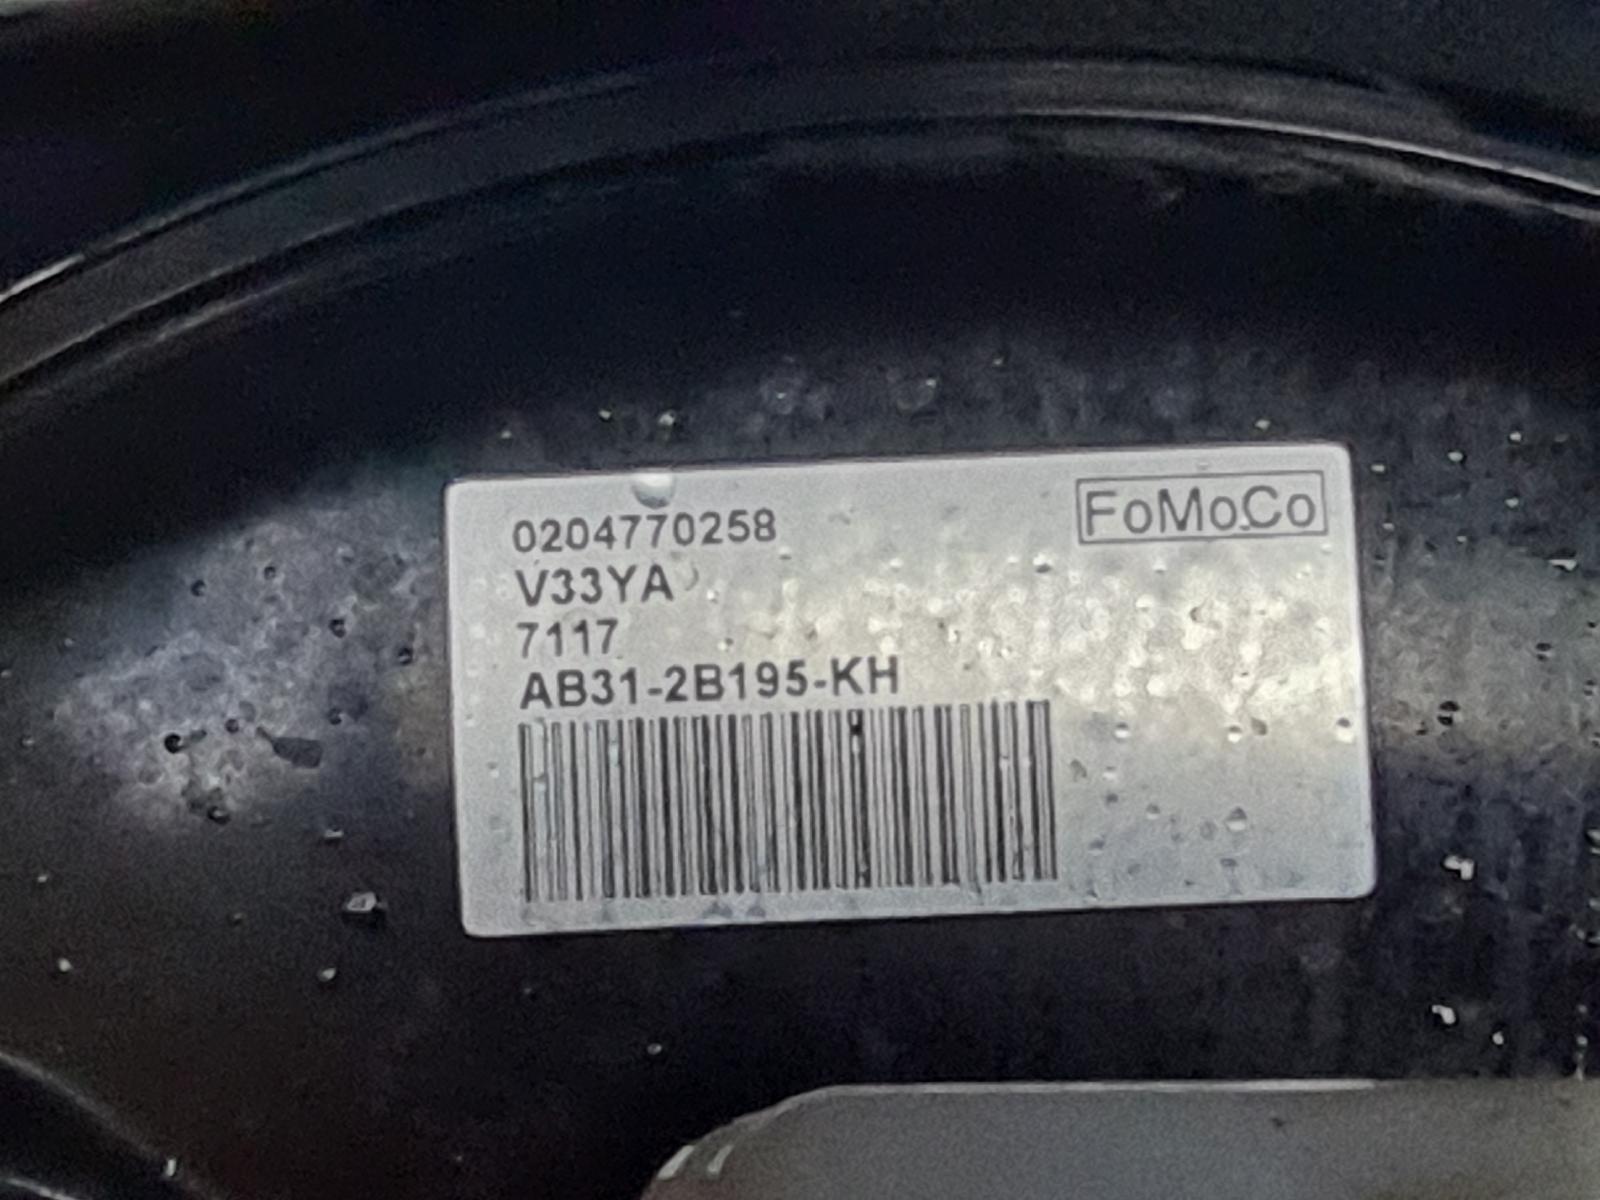 0204770258
FoMoCo
V33YA
7117
AB31-2B195-KH